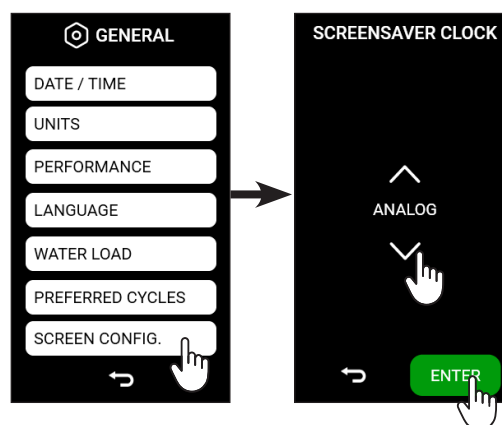 GENERAL
DATE / TIME
UNITS
PERFORMANCE
LANGUAGE
WATER LOAD
PREFERRED CYCLES
SCREEN CONFIG.
SCREENSAVER CLOCK
ANALOG
ENTER